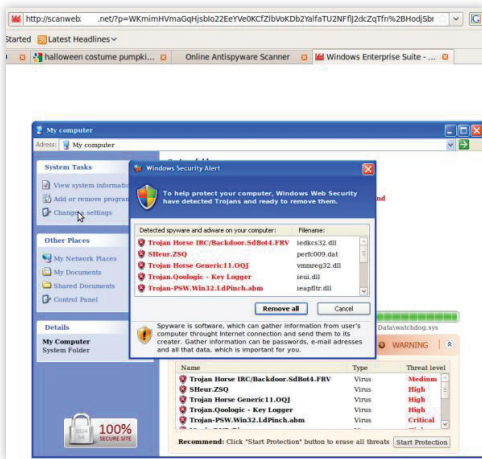 http://scanweb .net/?p=WKmimHVmaGqHjsblo22EeYVe0KCfZlbVoKDb2YalfaTU2NFfJ2dcZqTfn%2BHodjSbr
Started Latest Headlines
halloween costume pumpki... Online Antispyware Scanner Windows Enterprise Suite - ...
My computer
Adress: My computer
System Tasks
View system informatio
Add or remove program
Change settings
Other Places
My Network Places
My Documents
Shared Documents
Control Panel
Details
My Computer
System Folder
100%
SECURE SITE
Windows Security Alert
To help protect your computer, Windows Web Security
have detected Trojans and ready to remove them.
Detected spyware and adware on your computer: Filename:
Trojan Horse IRC/Backdoor.SdBot4.FRV iedkcs32.dll
SHeur.ZSQ perfc009.dat
Trojan Horse Generic11.OQJ vmmreg32.dll
Trojan.Qoologic - Key Logger ieui.dll
Trojan-PSW.Win32.LdPinch.abm ieapfltr.dll
Remove all Cancel
Spyware is software, which can gather information from user's
computer throught Internet connection and send them to its
creater. Gather information can be passwords, e-mail adresses
and all that data, which is important for you.
nd
Data\watchdog.sys
WARNING
Name Type Threat level
Trojan Horse IRC/Backdoor.SdBot4.FRV Virus Medium
SHeur.ZSQ Virus High
Trojan Horse Generic11.OQJ Virus High
Trojan.Qoologic - Key Logger Virus High
Trojan-PSW.Win32.LdPinch.abm Virus Critical
Recommend: Click "Start Protection" button to erase all threats Start Protection